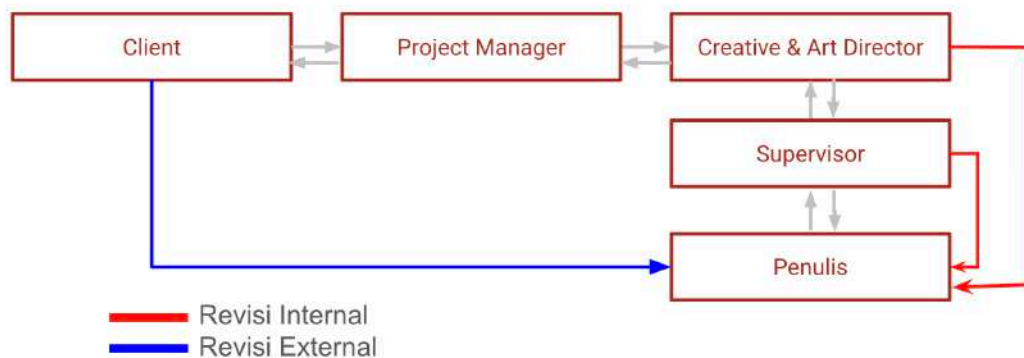 Client
Project Manager
Creative & Art Director
Supervisor
Penulis
Revisi Internal
Revisi External